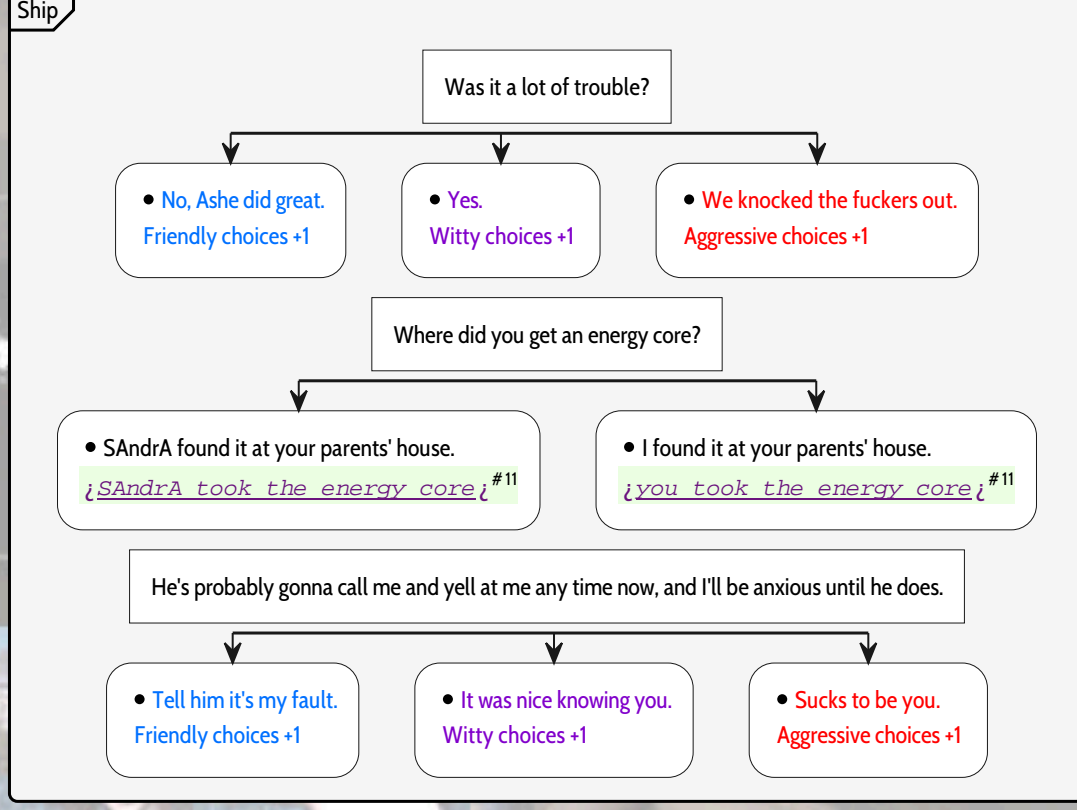 Ship
Was it a lot of trouble?
• No, Ashe did great.
Friendly choices +1
• Yes.
Witty choices +1
• We knocked the fuckers out.
Aggressive choices +1
Where did you get an energy core?
• SAndrA found it at your parents' house.
¿SAndrA took the energy core¿#11
• I found it at your parents' house.
¿you took the energy core¿#11
He's probably gonna call me and yell at me any time now, and I'll be anxious until he does.
• Tell him it's my fault.
Friendly choices +1
• It was nice knowing you.
Witty choices +1
• Sucks to be you.
Aggressive choices +1